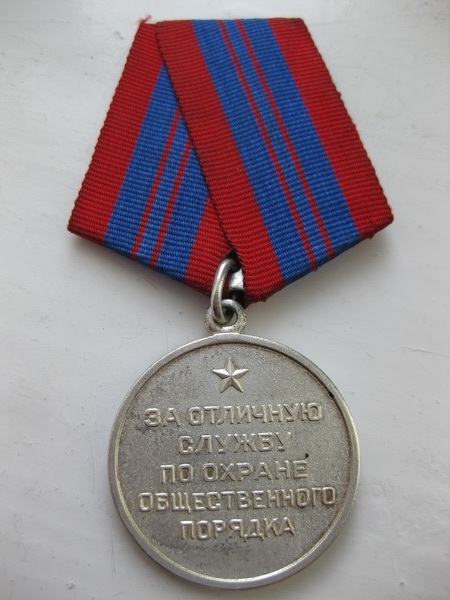 ЗА ОТЛИЧНУЮ
СЛУЖБУ
ПО ОХРАНЕ
ОБЩЕСТВЕННОГО
ПОРЯДКА